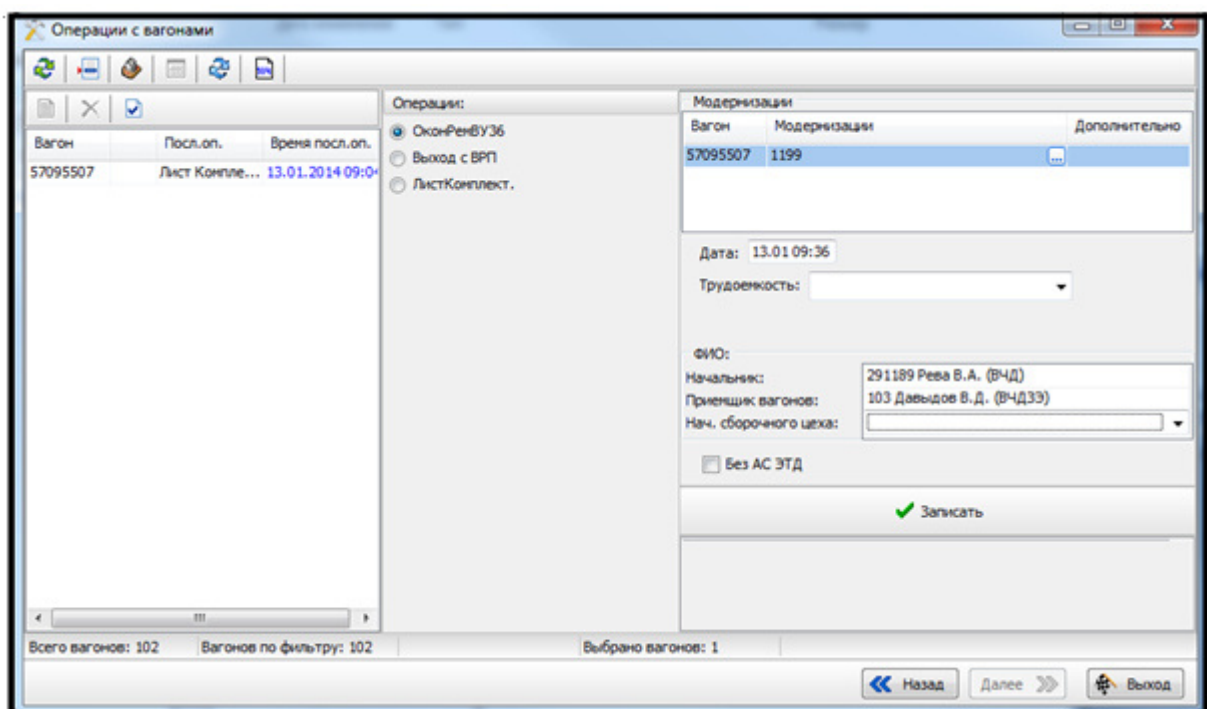 Операции с вагонами
Вагон Посл.оп. Время посл.оп.
57095507 Лист Компле... 13.01.2014 09:04
Операции:
ОконРемВУ36
Выход с ВРП
ЛистКомплект.
Модернизации
Вагон Модернизации Дополнительно
57095507 1199 ...
Дата: 13.01 09:36
Трудоемкость:
ФИО:
Начальник: 291189 Рева В.А. (ВЧД)
Приемщик вагонов: 103 Давыдов В.Д. (ВЧДЭ)
Нач. сборочного цеха:
Без АС ЭТД
Записать
Всего вагонов: 102 Вагонов по фильтру: 102 Выбрано вагонов: 1
Назад Далее Выход